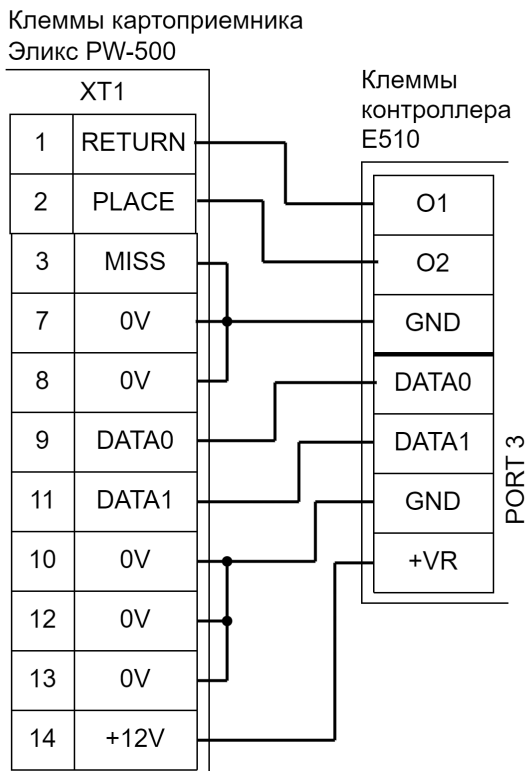 Клеммы картоприемника
Эликс PW-500
XT1
1 RETURN
2 PLACE
3 MISS
7 0V
8 0V
9 DATA0
11 DATA1
10 0V
12 0V
13 0V
14 +12V
Клеммы
контроллера
E510
O1
O2
GND
DATA0
DATA1
GND
+VR
PORT 3